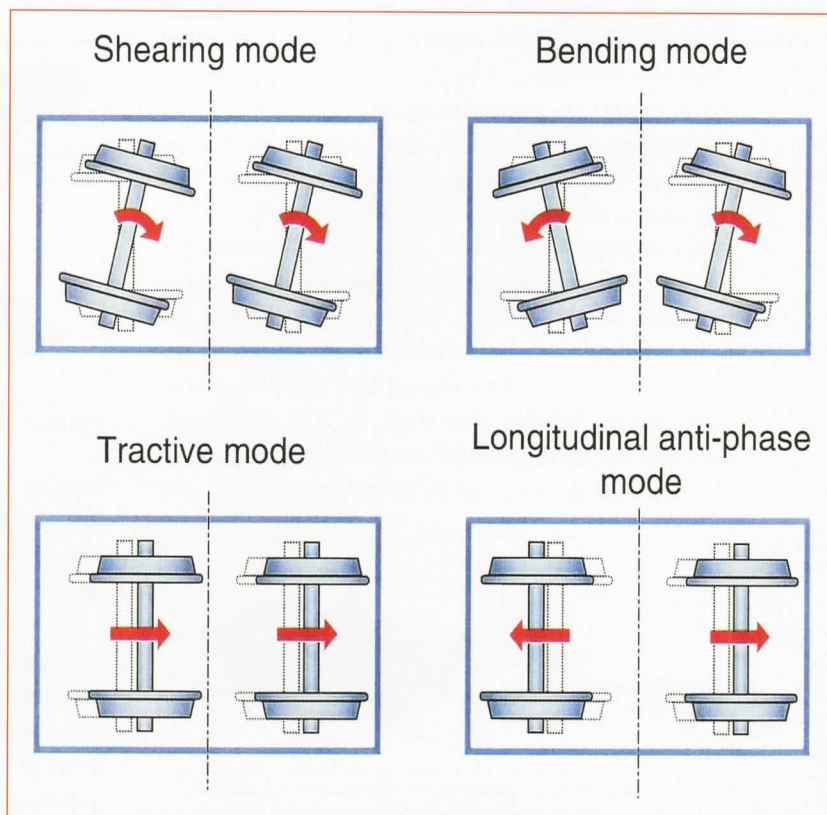 Shearing mode
Bending mode
Tractive mode
Longitudinal anti-phase
mode